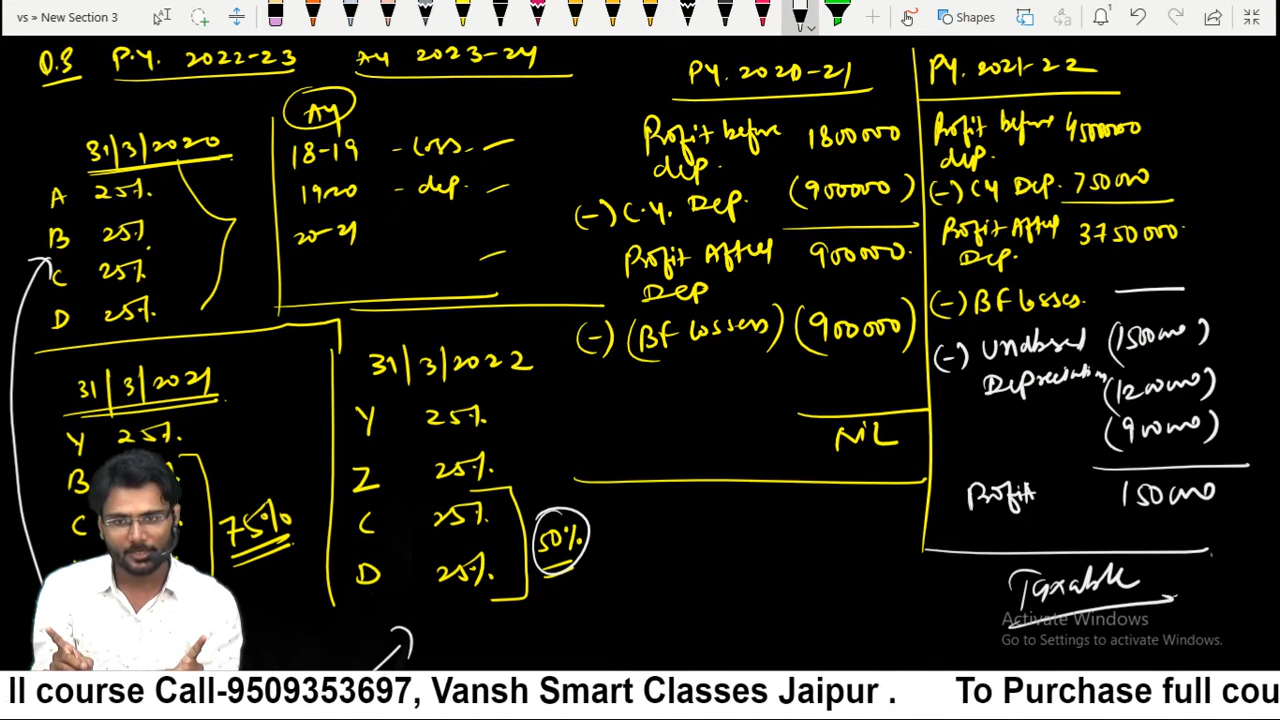 vs » New Section 3
Shapes
Q.8 P.Y. 2022-23 AY 2023-24
31/3/2020
A 25%
B 25%
C 25%
D 25%
AY
18-19 - Loss -
19-20 - dep. -
20-21 -
31/3/2021
Y 25%
B
C
75%
31/3/2022
Y 25%
Z 25%
C 25%
D 25%
50%
PY. 2020-21
Profit before dep. 1800000
(-) C.Y. Dep. (900000)
Profit After Dep 900000
(-) (BF Losses) (900000)
NIL
PY. 2021-22
Profit before dep. 4500000
(-) CY Dep. 750000
Profit After Dep. 3750000
(-) BF Losses.
(-) Unabsorbed Depreciation (1500000)
(1200000)
(900000)
Profit 150000
Taxable
Activate Windows
Go to Settings to activate Windows.
ll course Call-9509353697, Vansh Smart Classes Jaipur . To Purchase full cou